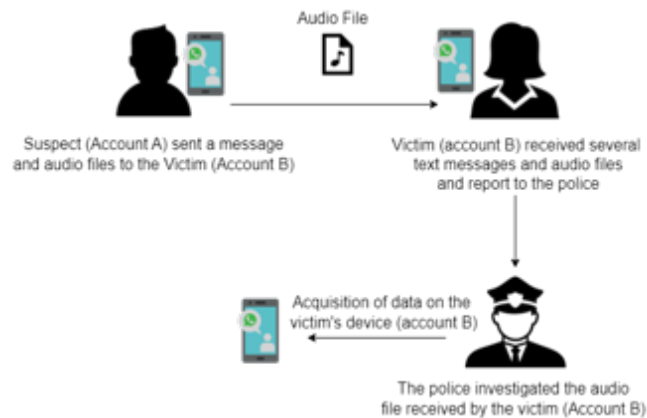 Audio File
Suspect (Account A) sent a message
and audio files to the Victim (Account B)
Victim (account B) received several
text messages and audio files
and report to the police
Acquisition of data on the
victim's device (account B)
The police investigated the audio
file received by the victim (Account B)